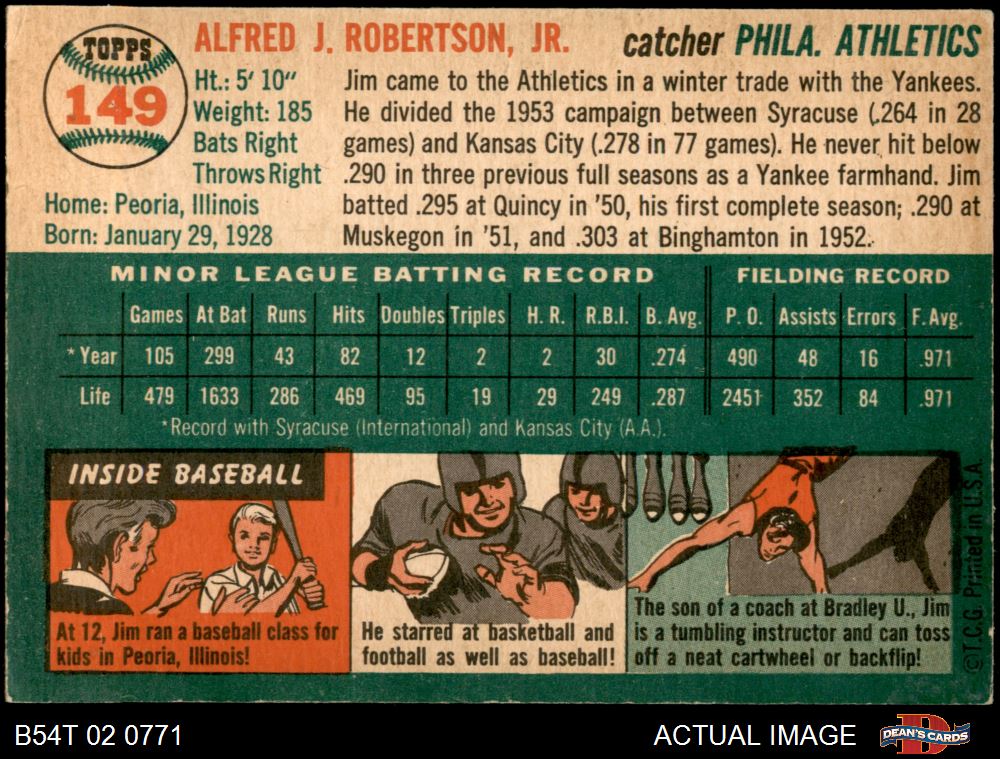 TOPPS
149
ALFRED J. ROBERTSON, JR.
catcher PHILA. ATHLETICS
Ht.: 5' 10"
Weight: 185
Bats Right
Throws Right
Home: Peoria, Illinois
Born: January 29, 1928
Jim came to the Athletics in a winter trade with the Yankees.
He divided the 1953 campaign between Syracuse (.264 in 28
games) and Kansas City (.278 in 77 games). He never hit below
.290 in three previous full seasons as a Yankee farmhand. Jim
batted .295 at Quincy in '50, his first complete season; .290 at
Muskegon in '51, and .303 at Binghamton in 1952.
MINOR LEAGUE BATTING RECORD FIELDING RECORD
Games At Bat Runs Hits Doubles Triples H. R. R.B.I. B. Avg. P. O. Assists Errors F. Avg.
* Year 105 299 43 82 12 2 2 30 .274 490 48 16 .971
Life 479 1633 286 469 95 19 29 249 .287 2451 352 84 .971
*Record with Syracuse (International) and Kansas City (A.A.).
INSIDE BASEBALL
At 12, Jim ran a baseball class for
kids in Peoria, Illinois!
He starred at basketball and
football as well as baseball!
The son of a coach at Bradley U., Jim
is a tumbling instructor and can toss
off a neat cartwheel or backflip!
©T.C.G. Printed in U.S.A
B54T 02 0771
ACTUAL IMAGE
B
DEAN'S CARDS